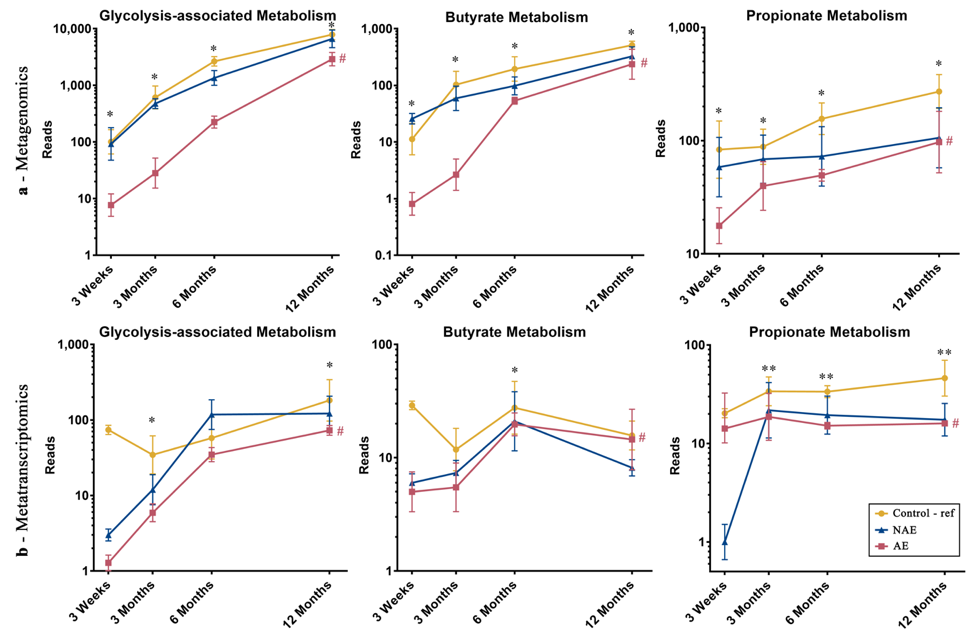 Glycolysis-associated Metabolism
Butyrate Metabolism
Propionate Metabolism
a - Metagenomics
Reads
10,000
1,000
100
10
1
* * * *
#
3 Weeks
3 Months
6 Months
12 Months
Reads
1,000
100
10
1
0.1
* * * *
#
3 Weeks
3 Months
6 Months
12 Months
Reads
1,000
100
10
* * * *
#
3 Weeks
3 Months
6 Months
12 Months
Glycolysis-associated Metabolism
Butyrate Metabolism
Propionate Metabolism
b - Metatranscriptomics
Reads
1,000
100
10
1
* *
#
3 Weeks
3 Months
6 Months
12 Months
Reads
100
10
1
*
#
3 Weeks
3 Months
6 Months
12 Months
Reads
100
10
1
** ** **
#
Control - ref
NAE
AE
3 Weeks
3 Months
6 Months
12 Months